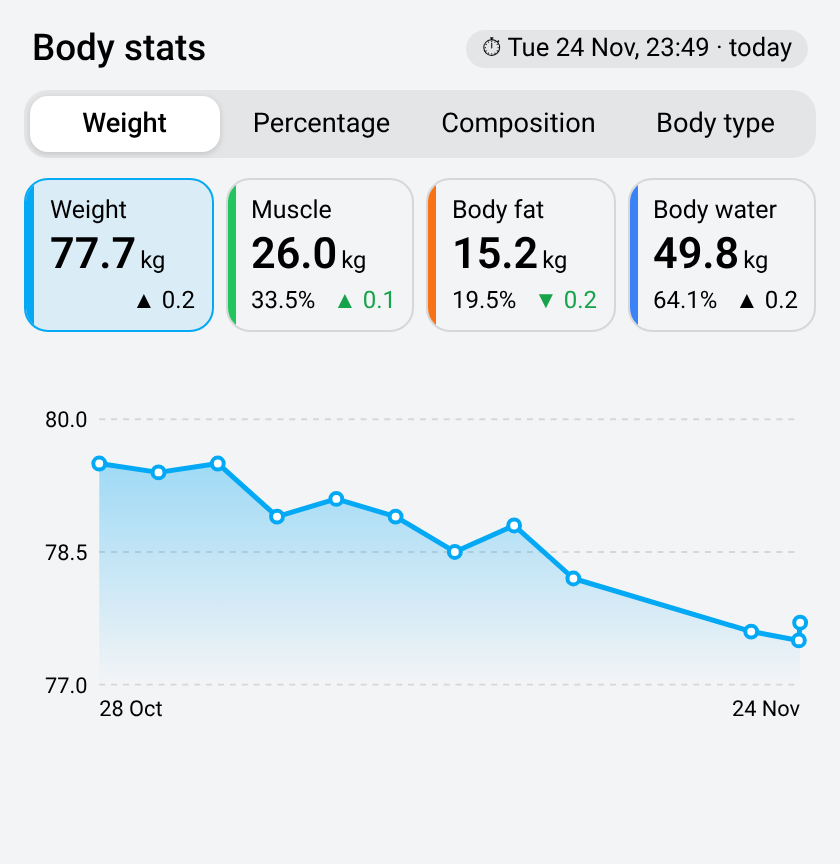 Body stats
⏱ Tue 24 Nov, 23:49 · today
Weight Percentage Composition Body type
Weight Muscle Body fat Body water
77.7 kg 26.0 kg 15.2 kg 49.8 kg
▲ 0.2 33.5% ▲ 0.1 19.5% ▼ 0.2 64.1% ▲ 0.2
80.0
78.5
77.0
28 Oct 24 Nov